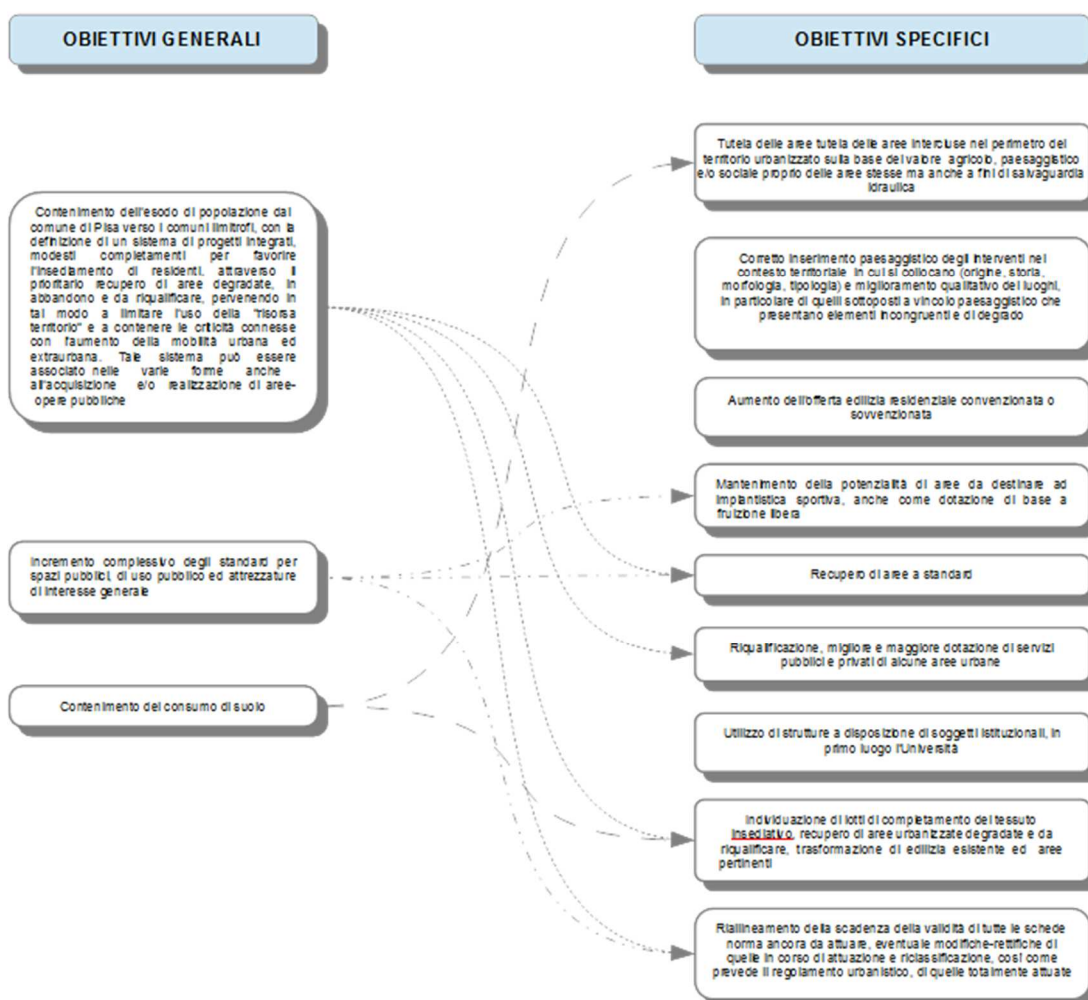 OBIETTIVI GENERALI
Contenimento dell'esodo di popolazione dal
comune di Pisa verso i comuni limitrofi, con la
definizione di un sistema di progetti integrati,
modesti completamenti per favorire
l'insediamento di residenti, attraverso il
prioritario recupero di aree degradate, in
abbandono e da riqualificare, pervenendo in
tal modo a limitare l'uso della "risorsa
territorio" e a contenere le criticità connesse
con l'aumento della mobilità urbana ed
extraurbana. Tale sistema può essere
associato nelle varie forme anche
all'acquisizione e/o realizzazione di aree-
opere pubbliche
Incremento complessivo degli standard per
spazi pubblici, di uso pubblico ed attrezzature
di interesse generale
Contenimento del consumo di suolo
OBIETTIVI SPECIFICI
Tutela delle aree tutela delle aree intercluse nel perimetro del
territorio urbanizzato sulla base del valore agricolo, paesaggistico
e/o sociale proprio delle aree stesse ma anche a fini di salvaguardia
idraulica
Corretto inserimento paesaggistico degli interventi nel
contesto territoriale in cui si collocano (origine, storia,
morfologia, tipologia) e miglioramento qualitativo dei luoghi,
in particolare di quelli sottoposti a vincolo paesaggistico che
presentano elementi incongruenti e di degrado
Aumento dell'offerta edilizia residenziale convenzionata o
sovvenzionata
Mantenimento della potenzialità di aree da destinare ad
impiantistica sportiva, anche come dotazione di base a
fruizione libera
Recupero di aree a standard
Riqualificazione, migliore e maggiore dotazione di servizi
pubblici e privati di alcune aree urbane
Utilizzo di strutture a disposizione di soggetti istituzionali, in
primo luogo l'Università
Individuazione di lotti di completamento del tessuto
insediativo, recupero di aree urbanizzate degradate e da
riqualificare, trasformazione di edilizia esistente ed aree
pertinenti
Riallineamento della scadenza della validità di tutte le schede
norma ancora da attuare, eventuale modifiche-rettifiche di
quelle in corso di attuazione e riclassificazione, così come
prevede il regolamento urbanistico, di quelle totalmente attuate